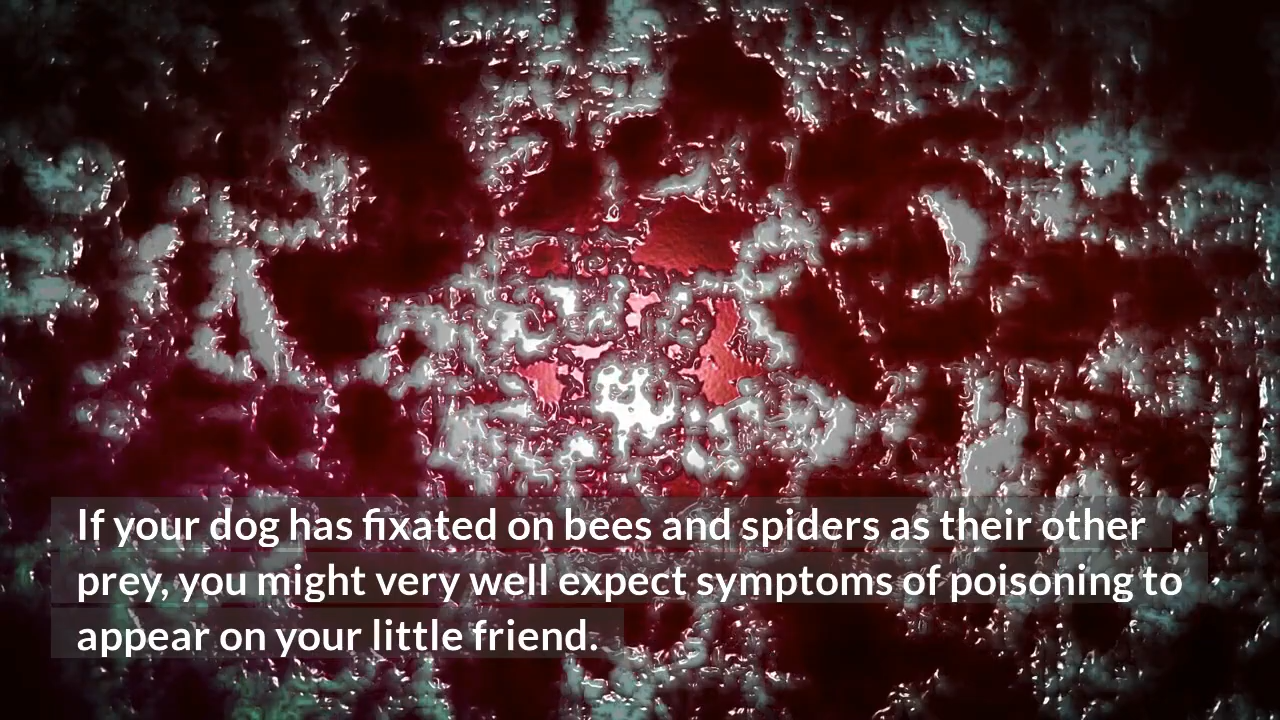 If your dog has fixated on bees and spiders as their other
prey, you might very well expect symptoms of poisoning to
appear on your little friend.